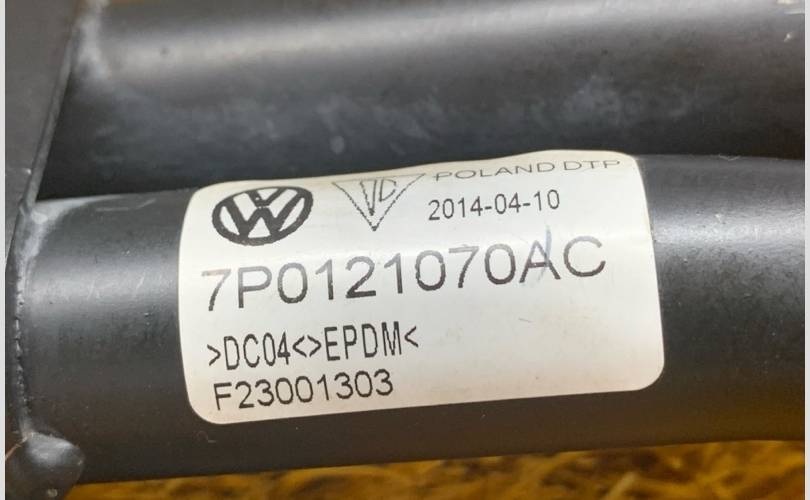 POLAND DTP
2014-04-10
7P0121070AC
>DC04<>EPDM<
F23001303